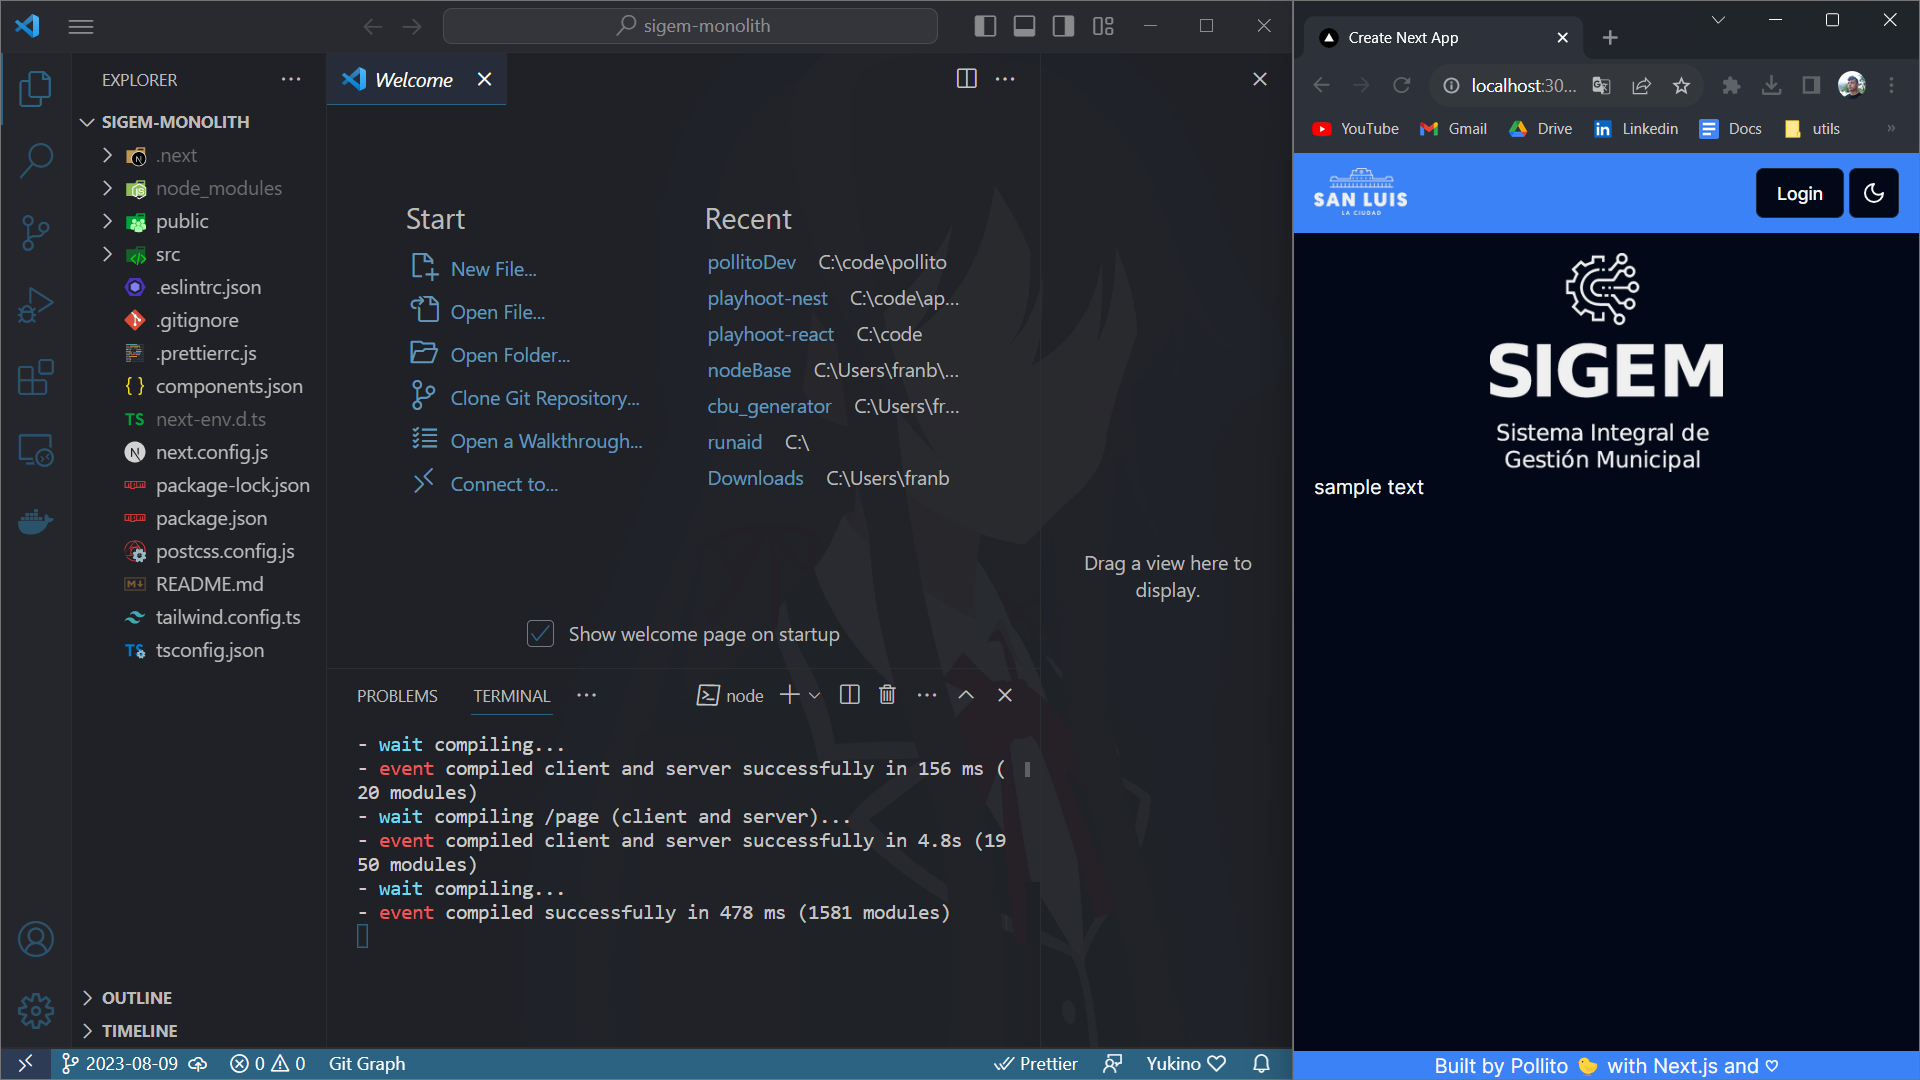 sigem-monolith
EXPLORER
SIGEM-MONOLITH
.next
node_modules
public
src
.eslintrc.json
.gitignore
.prettierrc.js
components.json
TS next-env.d.ts
next.config.js
package-lock.json
package.json
postcss.config.js
README.md
tailwind.config.ts
TS tsconfig.json
OUTLINE
TIMELINE
Welcome
Start
New File...
Open File...
Open Folder...
Clone Git Repository...
Open a Walkthrough...
Connect to...
Recent
pollitoDev C:\code\pollito
playhoot-nest C:\code\ap...
playhoot-react C:\code
nodeBase C:\Users\franb\...
cbu_generator C:\Users\fr...
runaid C:\
Downloads C:\Users\franb
Show welcome page on startup
Drag a view here to
display.
PROBLEMS TERMINAL node
- wait compiling...
- event compiled client and server successfully in 156 ms (
20 modules)
- wait compiling /page (client and server)...
- event compiled client and server successfully in 4.8s (19
50 modules)
- wait compiling...
- event compiled successfully in 478 ms (1581 modules)
2023-08-09 0 0 Git Graph Prettier Yukino
Create Next App
localhost:30...
YouTube Gmail Drive Linkedin Docs utils
SAN LUIS
LA CIUDAD
Login
SIGEM
Sistema Integral de
Gestión Municipal
sample text
Built by Pollito 🐤 with Next.js and ♡